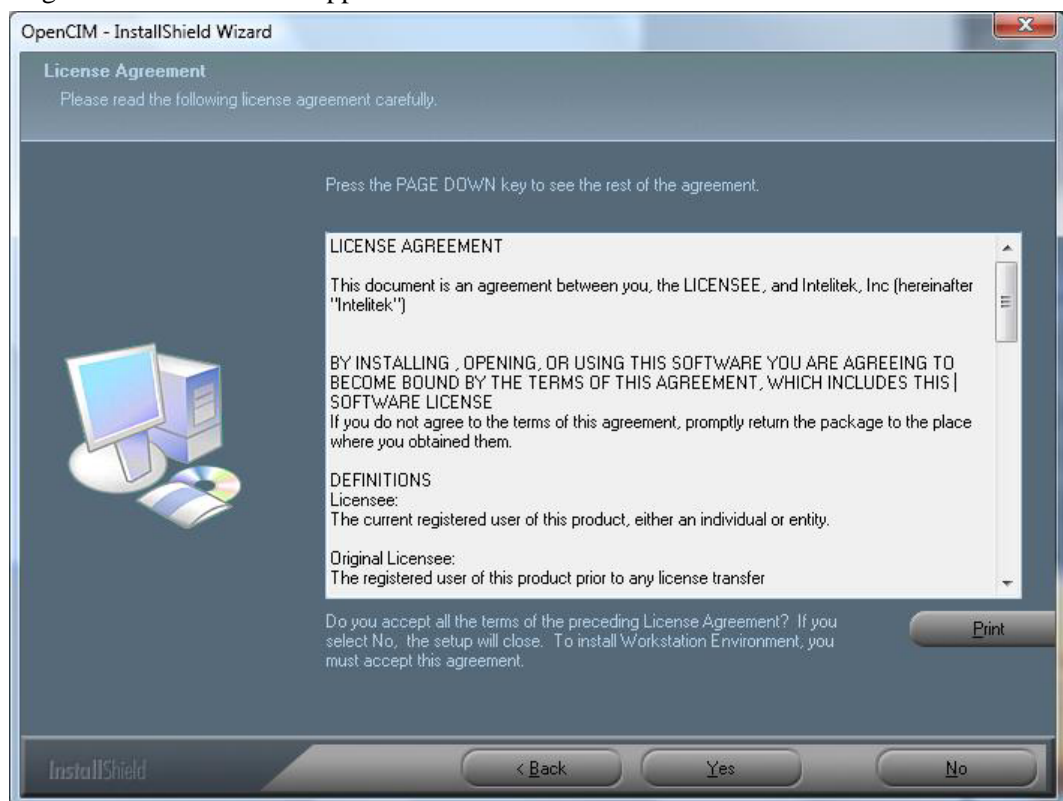 OpenCIM - InstallShield Wizard
License Agreement
Please read the following license agreement carefully.
Press the PAGE DOWN key to see the rest of the agreement.
LICENSE AGREEMENT
This document is an agreement between you, the LICENSEE, and Intelitek, Inc (hereinafter
"Intelitek")
BY INSTALLING , OPENING, OR USING THIS SOFTWARE YOU ARE AGREEING TO
BECOME BOUND BY THE TERMS OF THIS AGREEMENT, WHICH INCLUDES THIS
SOFTWARE LICENSE
If you do not agree to the terms of this agreement, promptly return the package to the place
where you obtained them.
DEFINITIONS
Licensee:
The current registered user of this product, either an individual or entity.
Original Licensee:
The registered user of this product prior to any license transfer
Do you accept all the terms of the preceding License Agreement? If you
select No, the setup will close. To install Workstation Environment, you
must accept this agreement.
Print
InstallShield
< Back
Yes
No